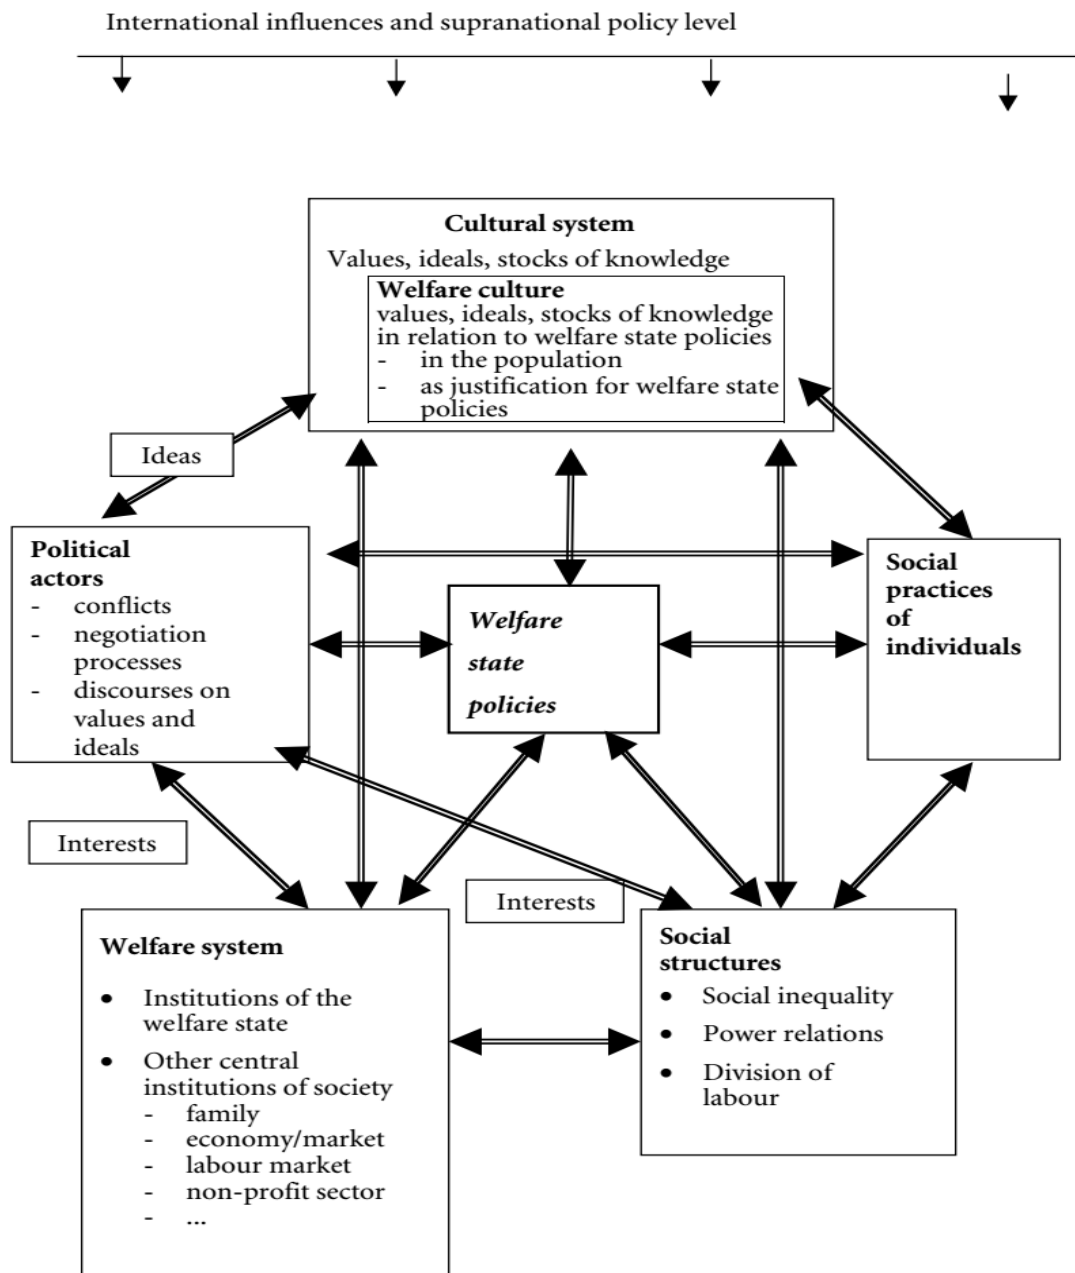 International influences and supranational policy level
Cultural system
Values, ideals, stocks of knowledge
Welfare culture
values, ideals, stocks of knowledge
in relation to welfare state policies
- in the population
- as justification for welfare state
policies
Ideas
Political
actors
- conflicts
- negotiation
processes
- discourses on
values and
ideals
Welfare
state
policies
Social
practices
of
individuals
Interests
Interests
Welfare system
• Institutions of the
welfare state
• Other central
institutions of society
- family
- economy/market
- labour market
- non-profit sector
- ...
Social
structures
• Social inequality
• Power relations
• Division of
labour